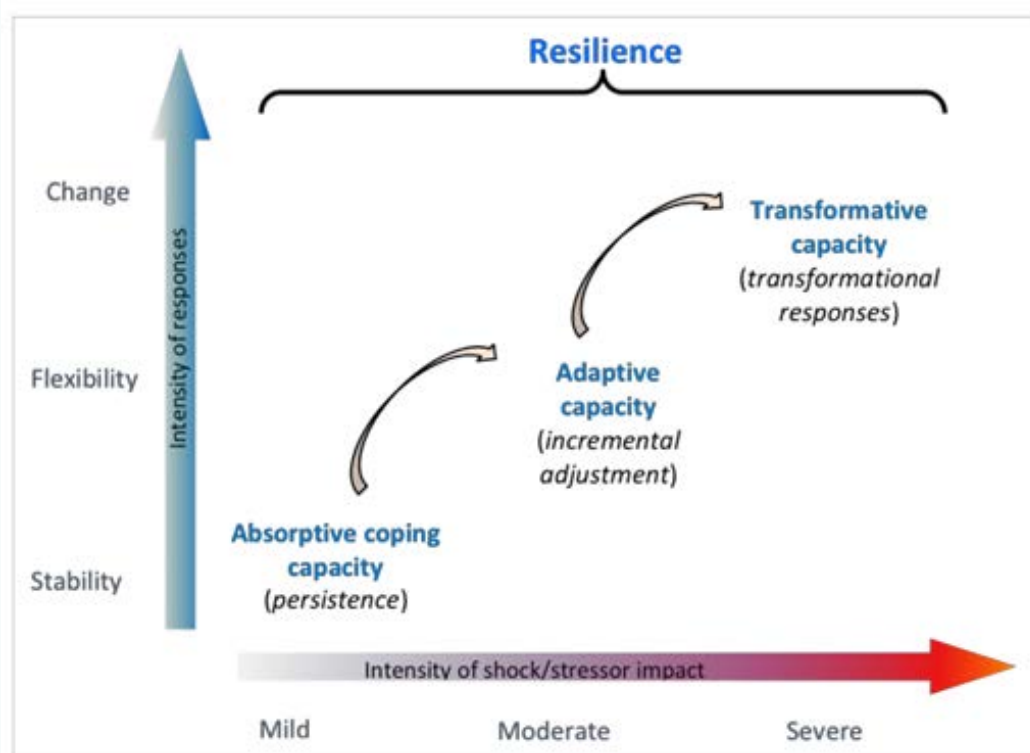 Resilience
Change
Intensity of responses
Transformative
capacity
(transformational
responses)
Flexibility
Adaptive
capacity
(incremental
adjustment)
Absorptive coping
capacity
(persistence)
Stability
Intensity of shock/stressor impact
Mild
Moderate
Severe